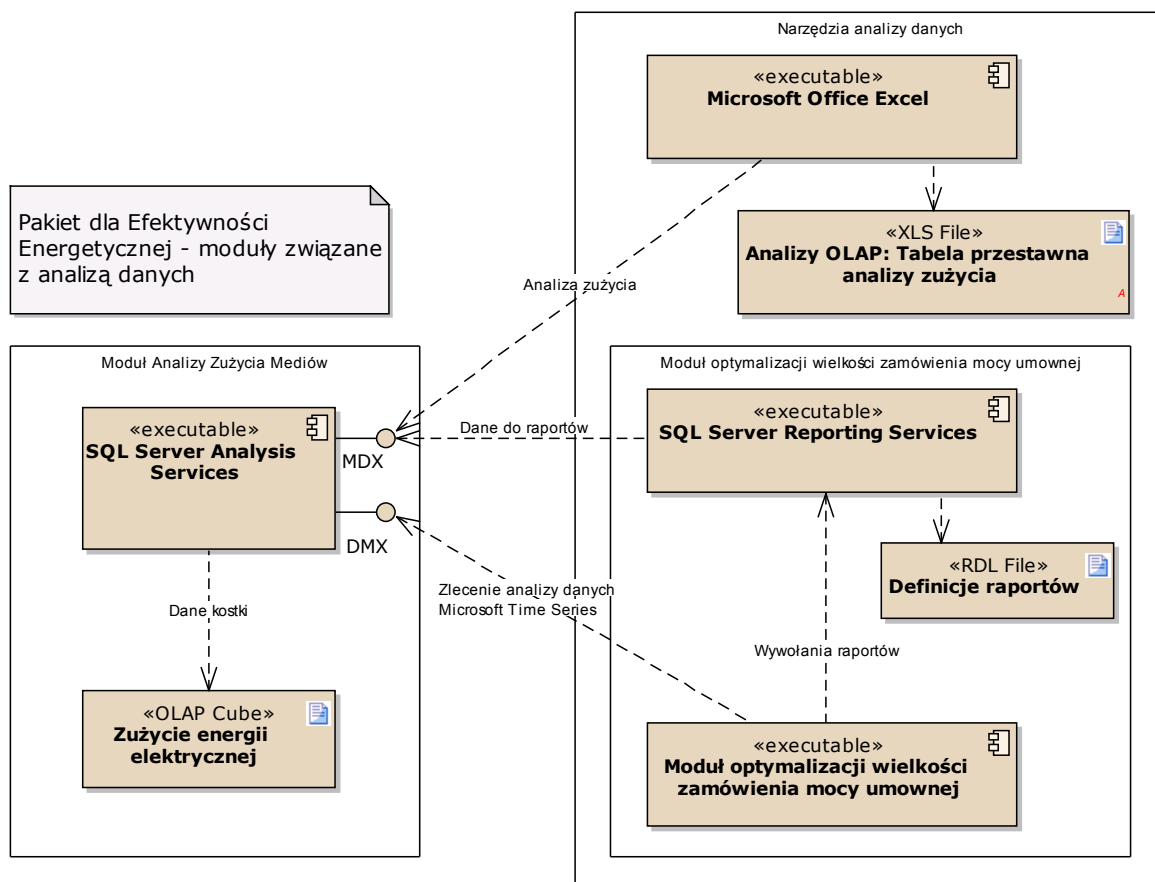 Narzędzia analizy danych
«executable»
Microsoft Office Excel
Pakiet dla Efektywności
Energetycznej - moduły związane
z analizą danych
«XLS File»
Analizy OLAP: Tabela przestawna
analizy zużycia
A
Analiza zużycia
Moduł Analizy Zużycia Mediów
Moduł optymalizacji wielkości zamówienia mocy umownej
«executable»
SQL Server Analysis
Services
MDX
DMX
Dane do raportów
«executable»
SQL Server Reporting Services
«RDL File»
Definicje raportów
Zlecenie analizy danych
Microsoft Time Series
Dane kostki
Wywołania raportów
«OLAP Cube»
Zużycie energii
elektrycznej
«executable»
Moduł optymalizacji wielkości
zamówienia mocy umownej